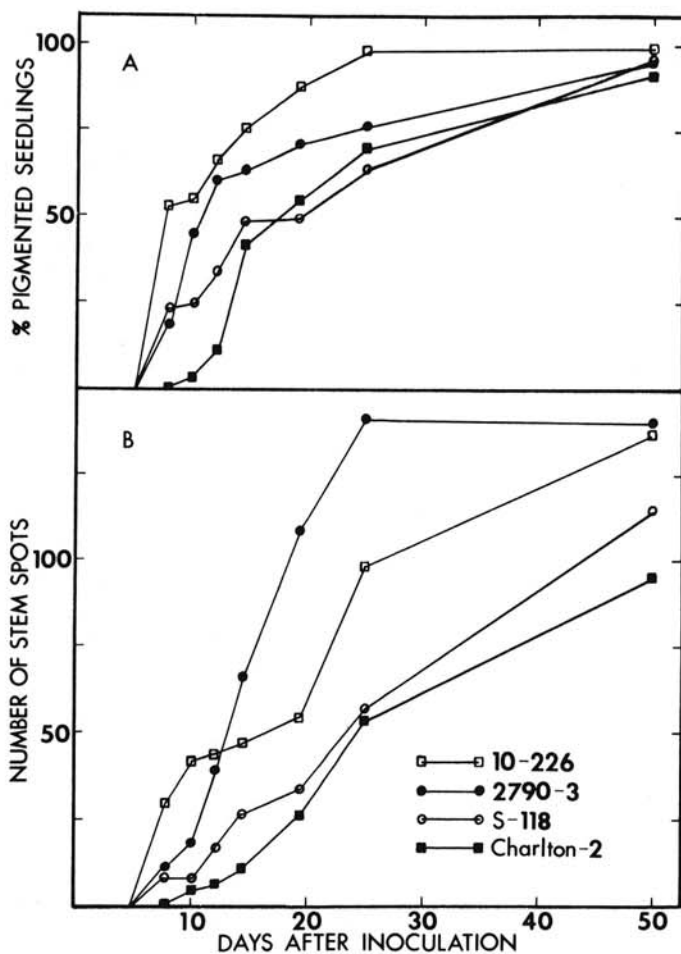 100
A
50
% PIGMENTED SEEDLINGS
B
100
50
NUMBER OF STEM SPOTS
10-226
2790-3
S-118
Charlton-2
10 20 30 40 50
DAYS AFTER INOCULATION